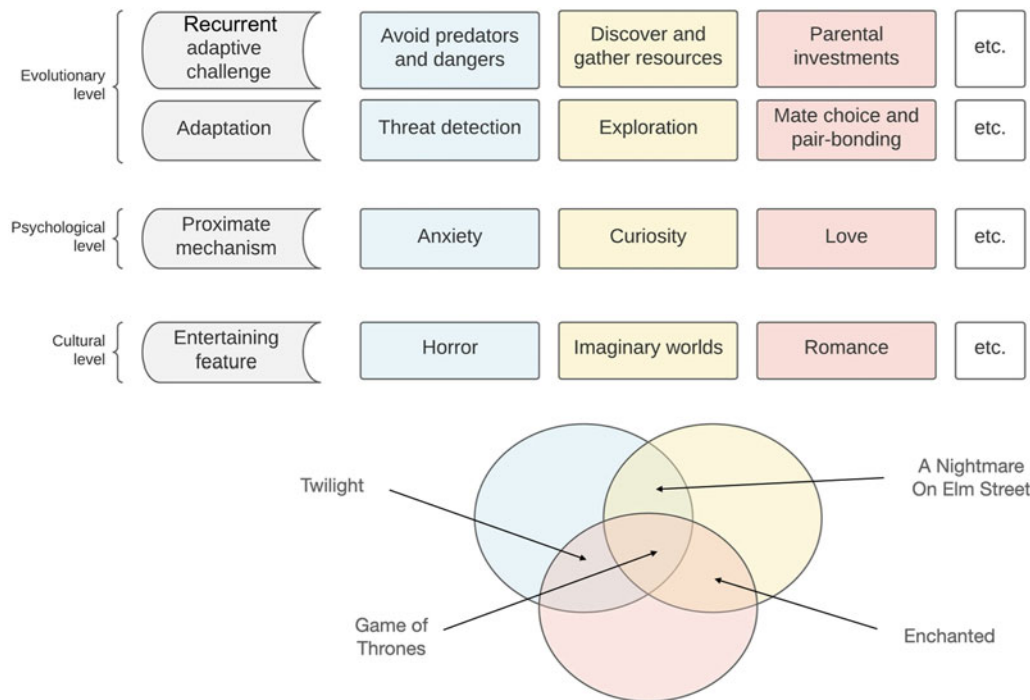 Evolutionary
level
Recurrent
adaptive
challenge
Avoid predators
and dangers
Discover and
gather resources
Parental
investments
etc.
Adaptation
Threat detection
Exploration
Mate choice and
pair-bonding
Psychological
level
Proximate
mechanism
Anxiety
Curiosity
Love
etc.
Cultural
level
Entertaining
feature
Horror
Imaginary worlds
Romance
etc.
Twilight
A Nightmare
On Elm Street
Game of
Thrones
Enchanted